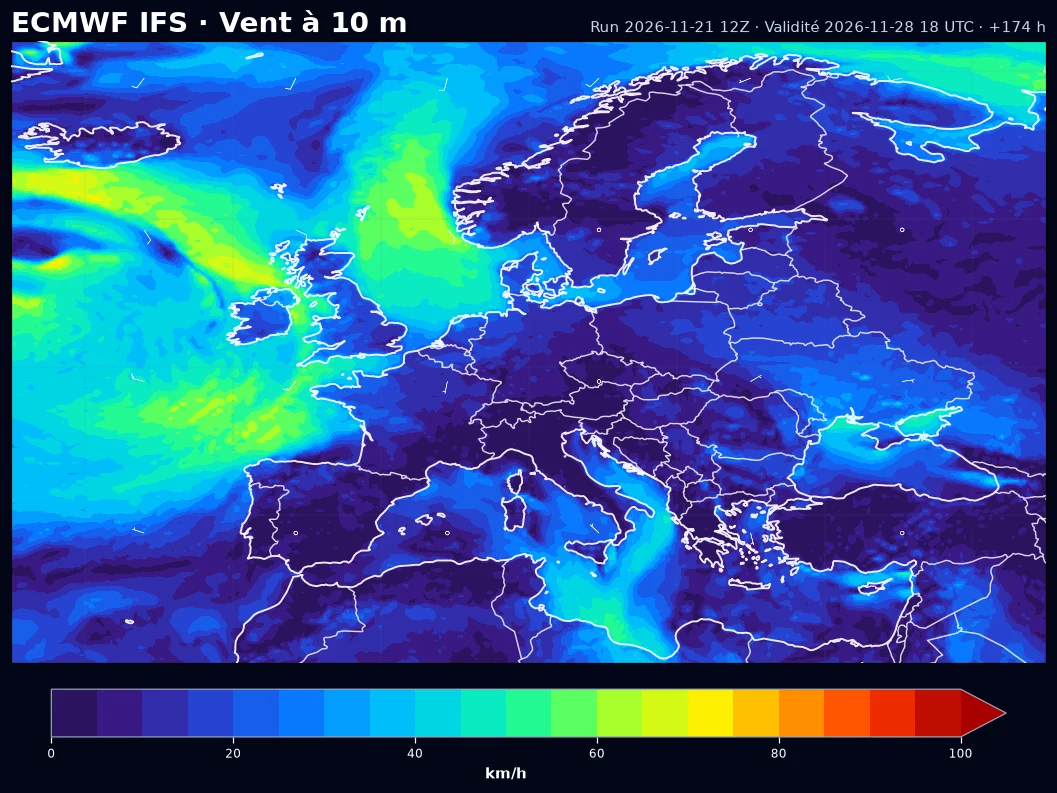 ECMWF IFS · Vent à 10 m
Run 2026-11-21 12Z · Validité 2026-11-28 18 UTC · +174 h
0 20 40 60 80 100
km/h